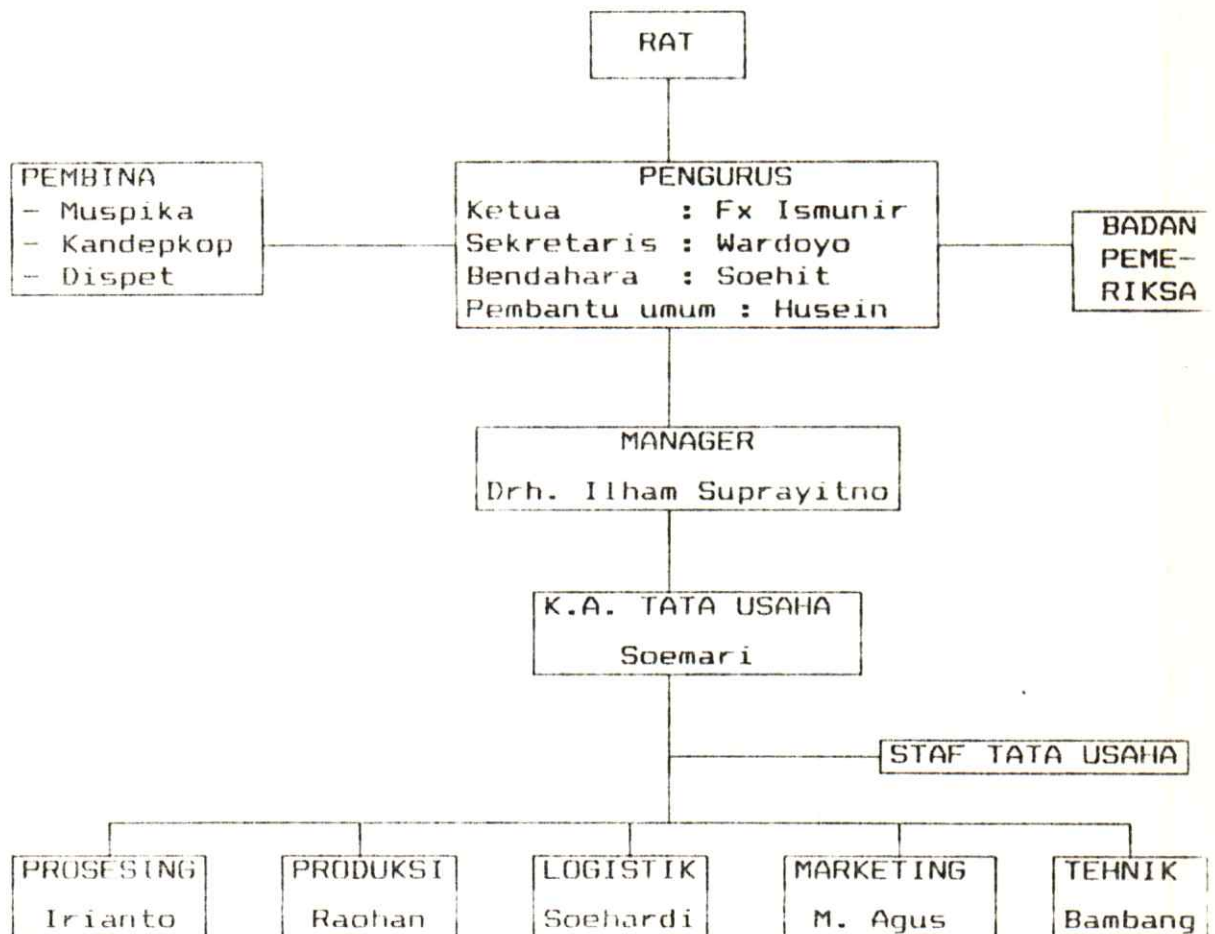 RAT
PEMBINA
- Muspika
- Kandepkop
- Dispet
PENGURUS
Ketua : Fx Ismunir
Sekretaris : Wardoyo
Bendahara : Soehit
Pembantu umum : Husein
BADAN
PEME-
RIKSA
MANAGER
Drh. Ilham Suprayitno
K.A. TATA USAHA
Soemari
STAF TATA USAHA
PROSESING
Irianto
PRODUKSI
Raohan
LOGISTIK
Soehardi
MARKETING
M. Agus
TEHNIK
Bambang